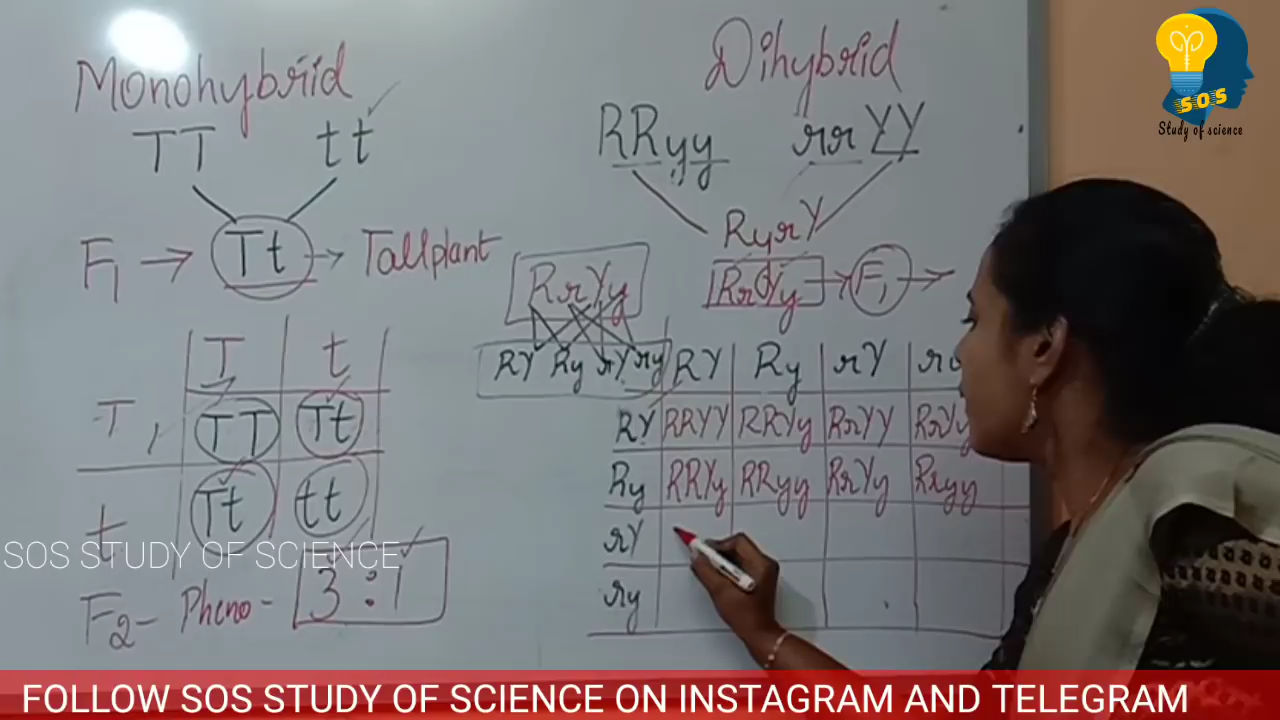 Monohybrid
TT tt
F1 → Tt → Tallplant
T t
T, TT Tt
t Tt tt
F2 - Pheno - 3 : 1
Dihybrid
RRyy rrYY
RyrY
RrYy → F1 →
RrYy
RY Ry rY ry
RY Ry rY
RY RRYY RRYy RrYY
Ry RRYy RRyy RrYy Rryy
rY
ry
SOS
Study of science
SOS STUDY OF SCIENCE
FOLLOW SOS STUDY OF SCIENCE ON INSTAGRAM AND TELEGRAM